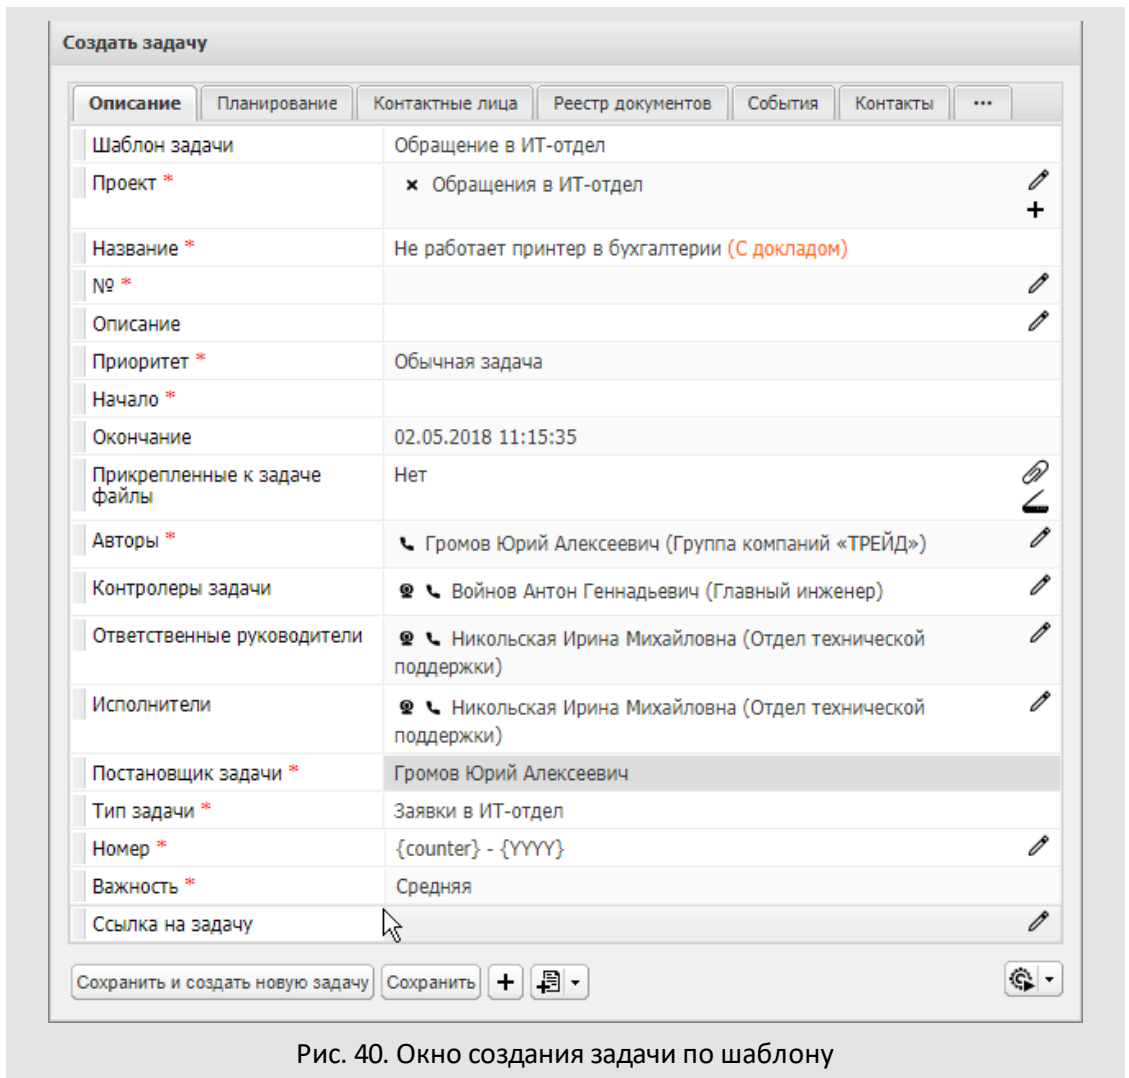 Создать задачу
Описание Планирование Контактные лица Реестр документов События Контакты ...
Шаблон задачи Обращение в ИТ-отдел
Проект * Обращения в ИТ-отдел
Название * Не работает принтер в бухгалтерии (С докладом)
№ *
Описание
Приоритет * Обычная задача
Начало *
Окончание 02.05.2018 11:15:35
Прикрепленные к задаче Нет
файлы
Авторы * Громов Юрий Алексеевич (Группа компаний «ТРЕЙД»)
Контролеры задачи Войнов Антон Геннадьевич (Главный инженер)
Ответственные руководители Никольская Ирина Михайловна (Отдел технической
поддержки)
Исполнители Никольская Ирина Михайловна (Отдел технической
поддержки)
Постановщик задачи * Громов Юрий Алексеевич
Тип задачи * Заявки в ИТ-отдел
Номер * {counter} - {YYYY}
Важность * Средняя
Ссылка на задачу
Сохранить и создать новую задачу Сохранить
Рис. 40. Окно создания задачи по шаблону